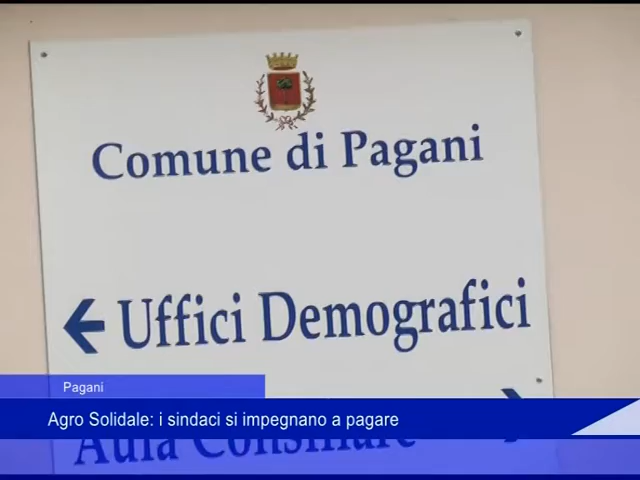 Comune di Pagani
Uffici Demografici
Pagani
Agro Solidale: i sindaci si impegnano a pagare
Aula Consiliare